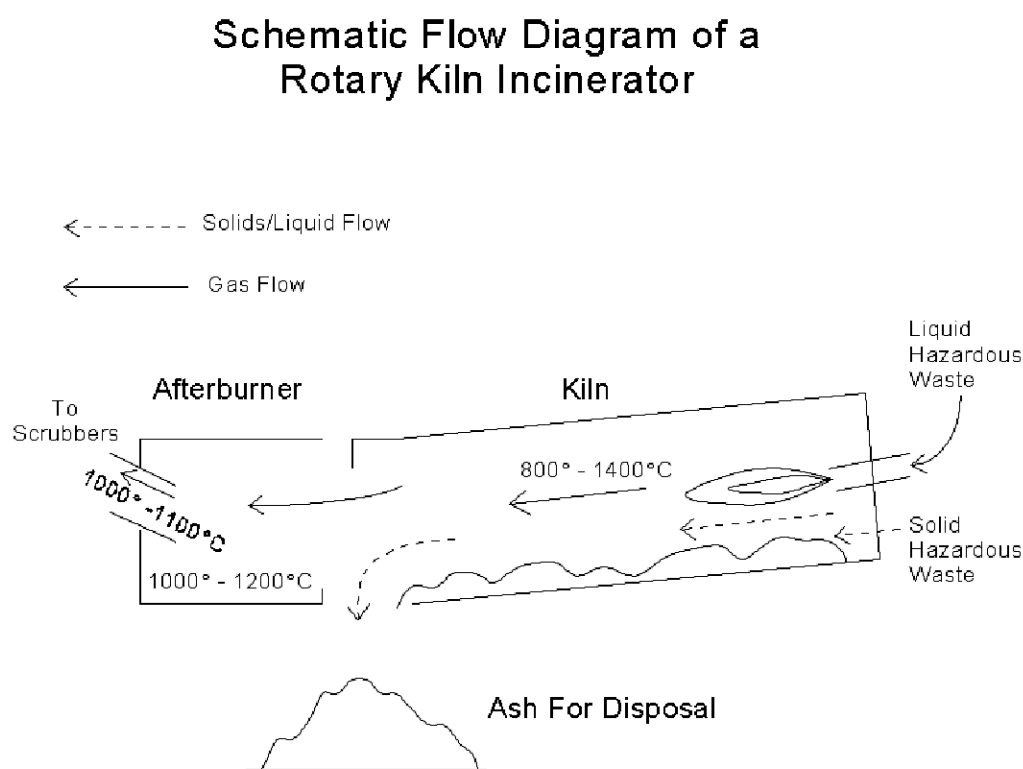 Schematic Flow Diagram of a
Rotary Kiln Incinerator
Solids/Liquid Flow
Gas Flow
Liquid
Hazardous
Waste
Afterburner
Kiln
To
Scrubbers
800° - 1400°C
1000° -1100°C
Solid
Hazardous
Waste
1000° - 1200°C
Ash For Disposal